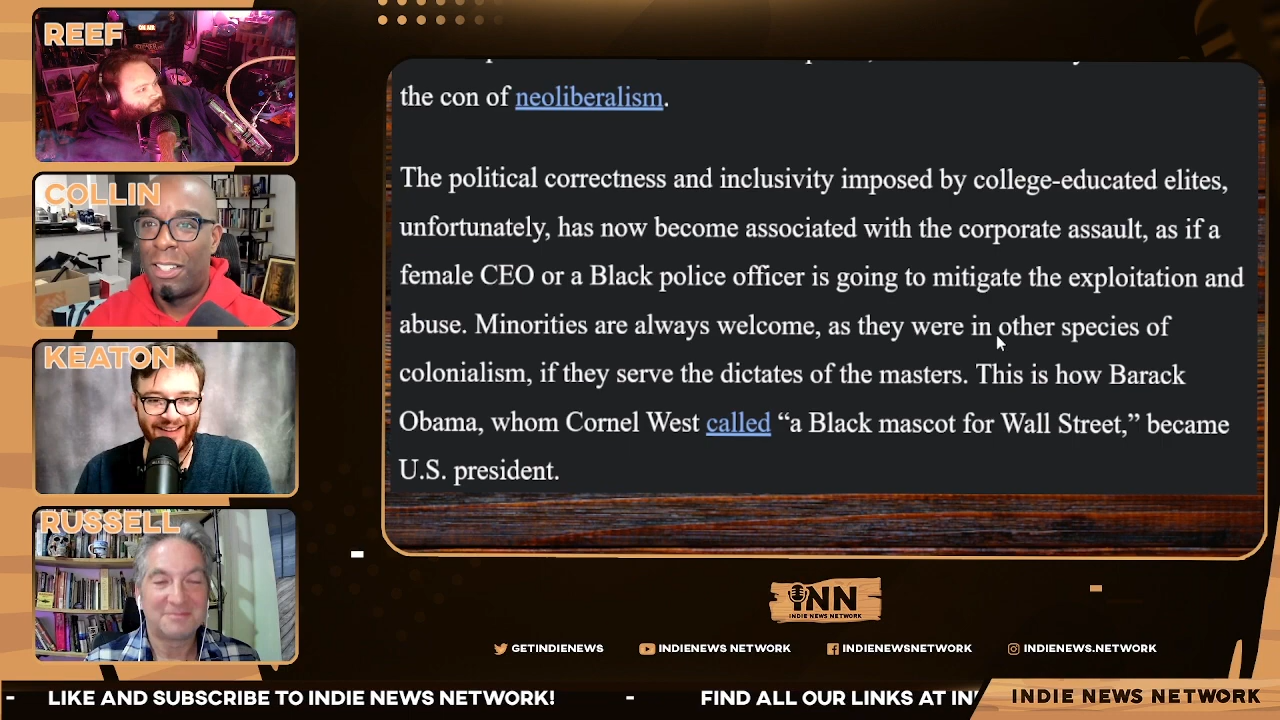 REEF
ON AIR
COLLIN
KEATON
RUSSELL
the con of neoliberalism.
The political correctness and inclusivity imposed by college-educated elites,
unfortunately, has now become associated with the corporate assault, as if a
female CEO or a Black police officer is going to mitigate the exploitation and
abuse. Minorities are always welcome, as they were in other species of
colonialism, if they serve the dictates of the masters. This is how Barack
Obama, whom Cornel West called “a Black mascot for Wall Street,” became
U.S. president.
INN
INDIE NEWS NETWORK
GETINDIENEWS
INDIENEWS NETWORK
INDIENEWSNETWORK
INDIENEWS.NETWORK
- LIKE AND SUBSCRIBE TO INDIE NEWS NETWORK! - FIND ALL OUR LINKS AT
INDIE NEWS NETWORK